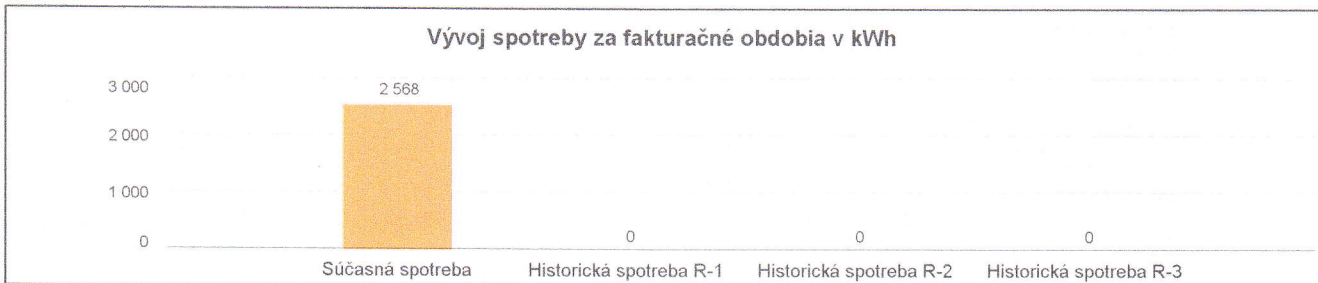 Vývoj spotreby za fakturačné obdobia v kWh
3 000
2 568
2 000
1 000
0
0
0
0
Súčasná spotreba
Historická spotreba R-1
Historická spotreba R-2
Historická spotreba R-3